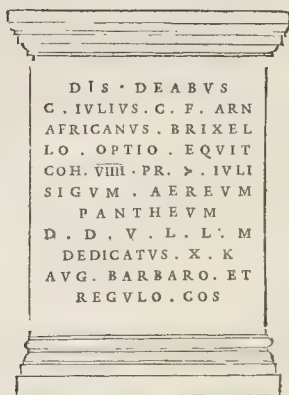 DIS · DEABVS
C . IVLIVS . C . F . ARN
AFRICANVS . BRIXEL
LO . OPTIO . EQVIT
COH . V̅I̅I̅I̅I̅ · PR . > . IVLI
SIGVM . AEREVM
PANTHEVM
D . D . V . L . L . M
DEDICATVS . X . K
AVG . BARBARO . ET
REGVLO . COS